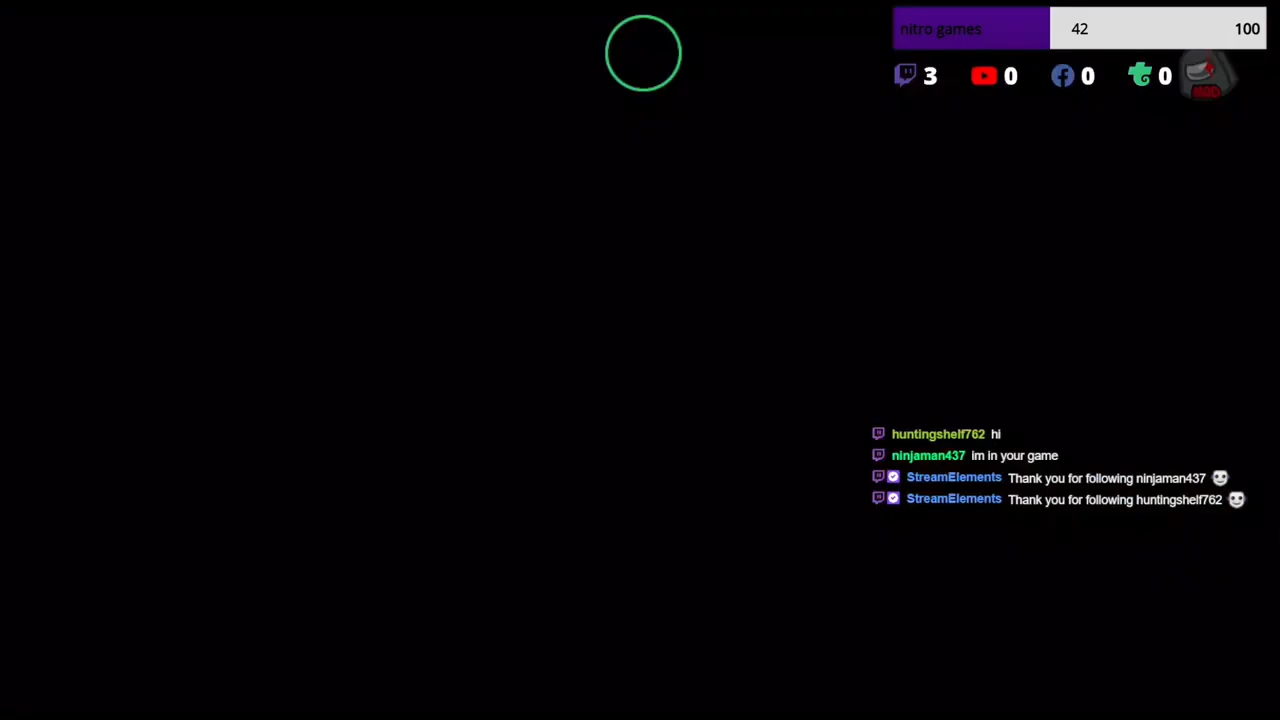 nitro games 42 100
3 0 0 0
MOD
huntingshelf762 hi
ninjaman437 Im in your game
StreamElements Thank you for following ninjaman437
StreamElements Thank you for following huntingshelf762